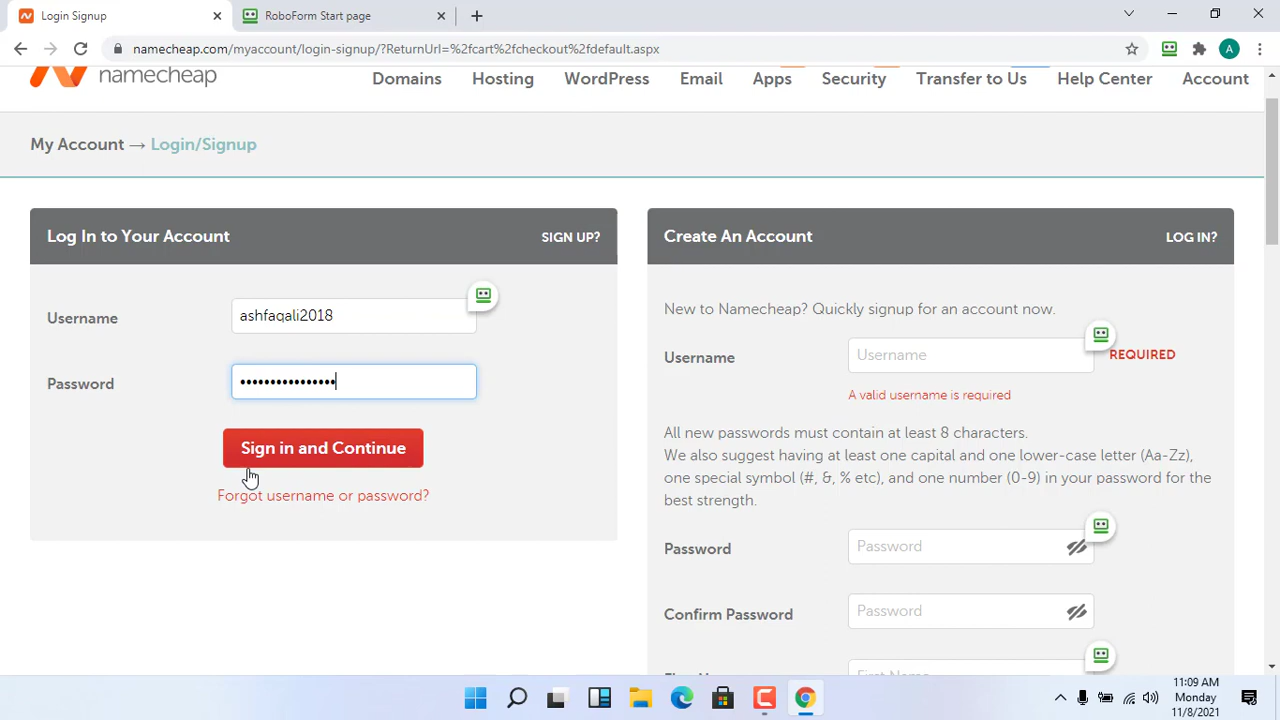 Login Signup
RoboForm Start page
namecheap.com/myaccount/login-signup/?ReturnUrl=%2fcart%2fcheckout%2fdefault.aspx
A
namecheap
Domains Hosting WordPress Email Apps Security Transfer to Us Help Center Account
My Account → Login/Signup
Log In to Your Account SIGN UP?
Username ashfaqali2018
Password ••••••••••••••••
Sign in and Continue
Forgot username or password?
Create An Account LOG IN?
New to Namecheap? Quickly signup for an account now.
Username Username REQUIRED
A valid username is required
All new passwords must contain at least 8 characters.
We also suggest having at least one capital and one lower-case letter (Aa-Zz),
one special symbol (#, &, % etc), and one number (0-9) in your password for the
best strength.
Password Password
Confirm Password Password
First Name
11:09 AM
Monday
11/8/2021